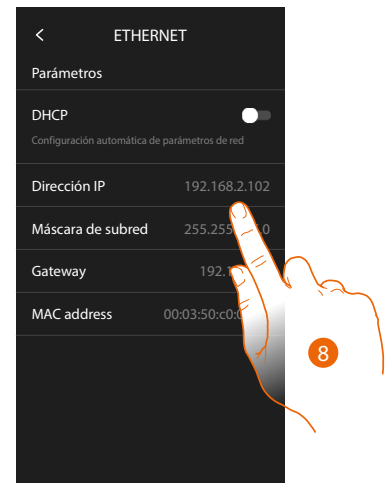 < ETHERNET
Parámetros
DHCP
Configuración automática de parámetros de red
Dirección IP 192.168.2.102
Máscara de subred 255.255
Gateway 192.
MAC address 00:03:50:c0:
8